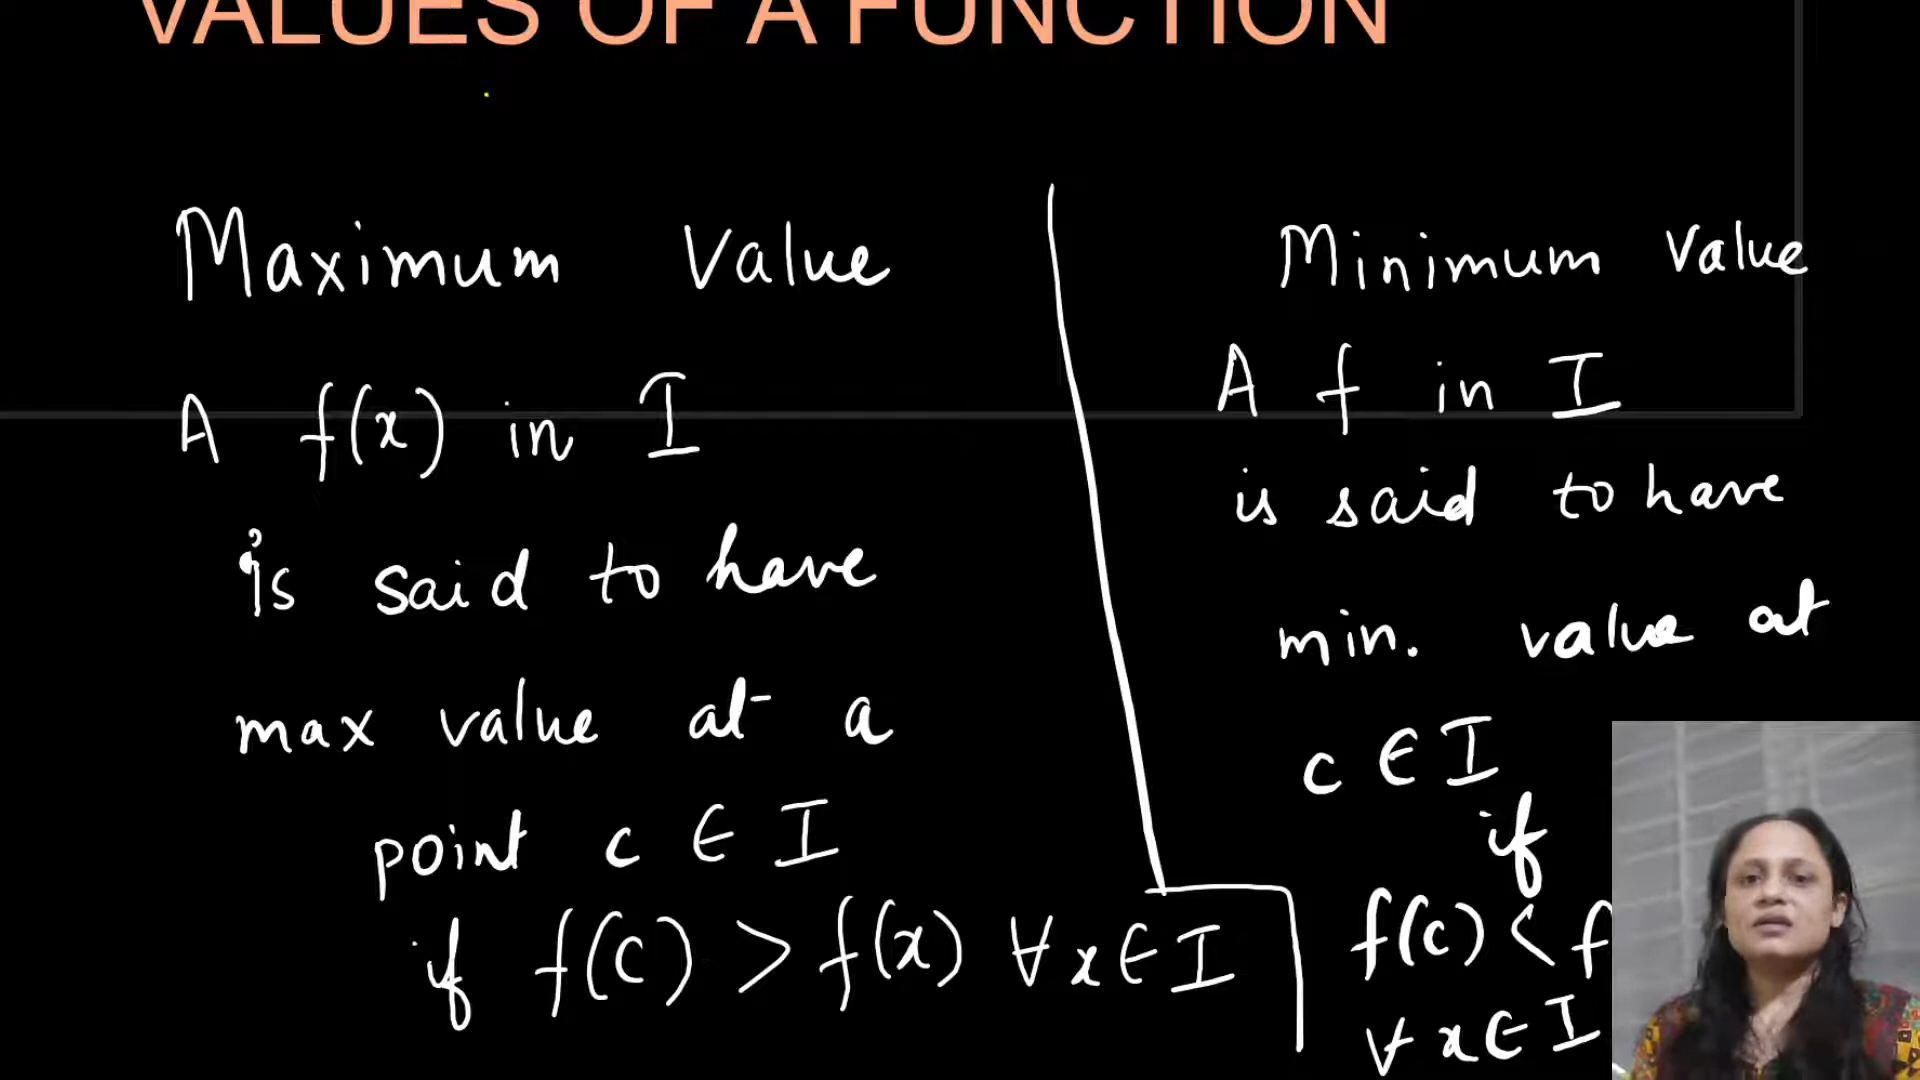 VALUES OF A FUNCTION
Maximum Value
A f(x) in I
is said to have
max value at a
point c ∈ I
if f(c) > f(x) ∀ x ∈ I
Minimum Value
A f in I
is said to have
min. value at
c ∈ I
if
f(c) < f
∀ x ∈ I